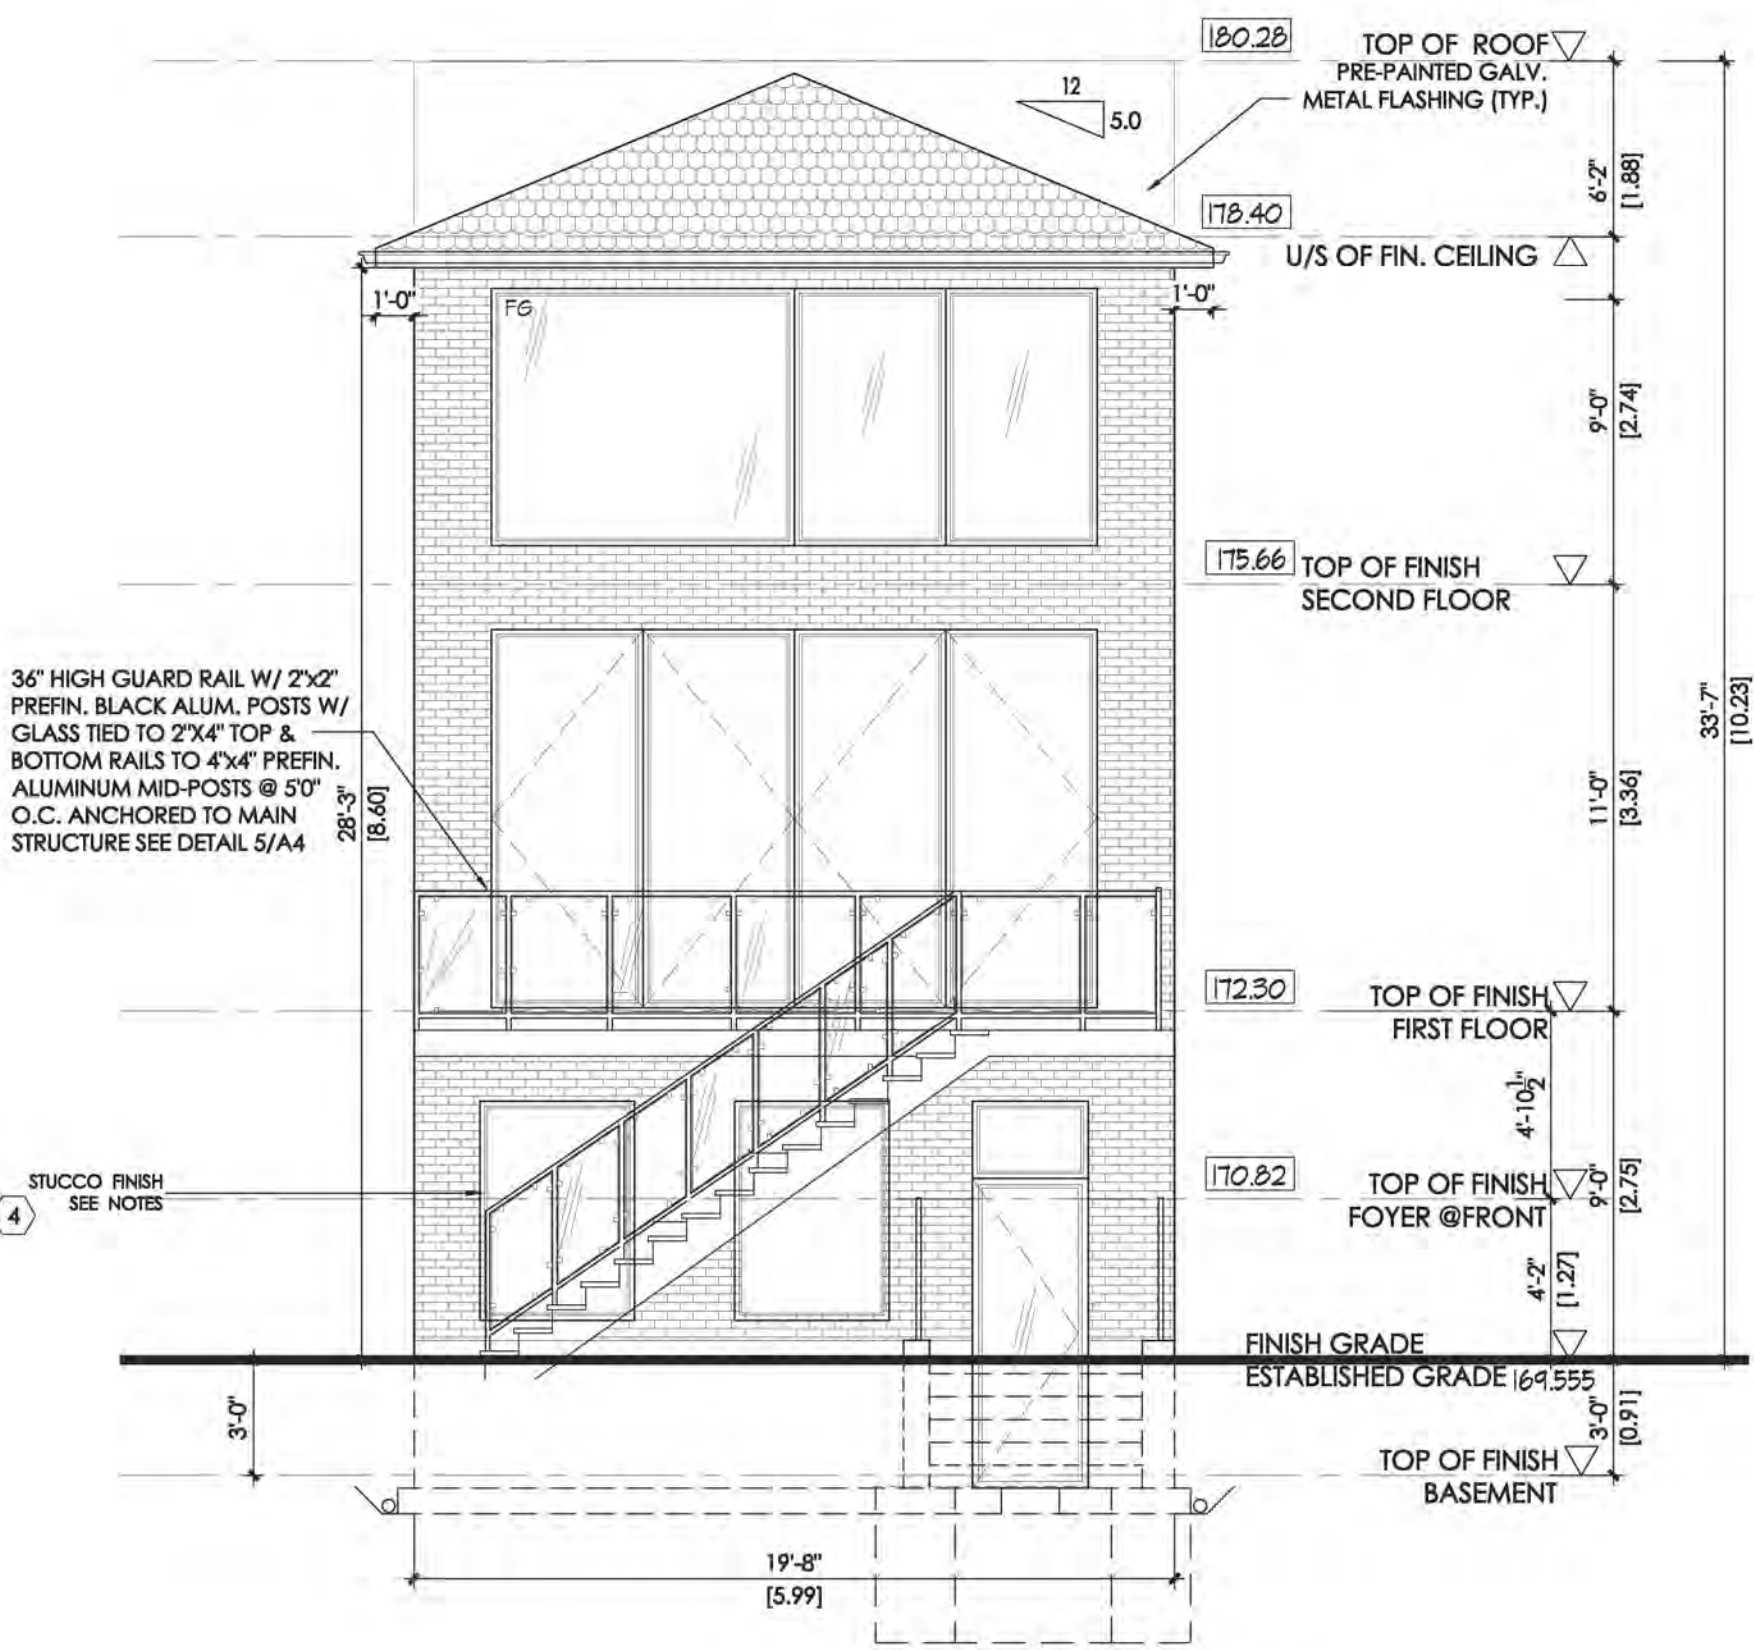 180.28
TOP OF ROOF
PRE-PAINTED GALV.
METAL FLASHING (TYP.)
12
5.0
6'-2"
[1.88]
178.40
U/S OF FIN. CEILING
1'-0"
1'-0"
FG
9'-0"
[2.74]
175.66
TOP OF FINISH
SECOND FLOOR
36" HIGH GUARD RAIL W/ 2"x2"
PREFIN. BLACK ALUM. POSTS W/
GLASS TIED TO 2"X4" TOP &
BOTTOM RAILS TO 4"x4" PREFIN.
ALUMINUM MID-POSTS @ 5'0"
O.C. ANCHORED TO MAIN
STRUCTURE SEE DETAIL 5/A4
28'-3"
[8.60]
33'-7"
[10.23]
11'-0"
[3.36]
172.30
TOP OF FINISH
FIRST FLOOR
4'-10 1/2"
STUCCO FINISH
SEE NOTES
4
170.82
TOP OF FINISH
FOYER @FRONT
9'-0"
[2.75]
4'-2"
[1.27]
FINISH GRADE
ESTABLISHED GRADE 169.555
3'-0"
3'-0"
[0.91]
TOP OF FINISH
BASEMENT
19'-8"
[5.99]